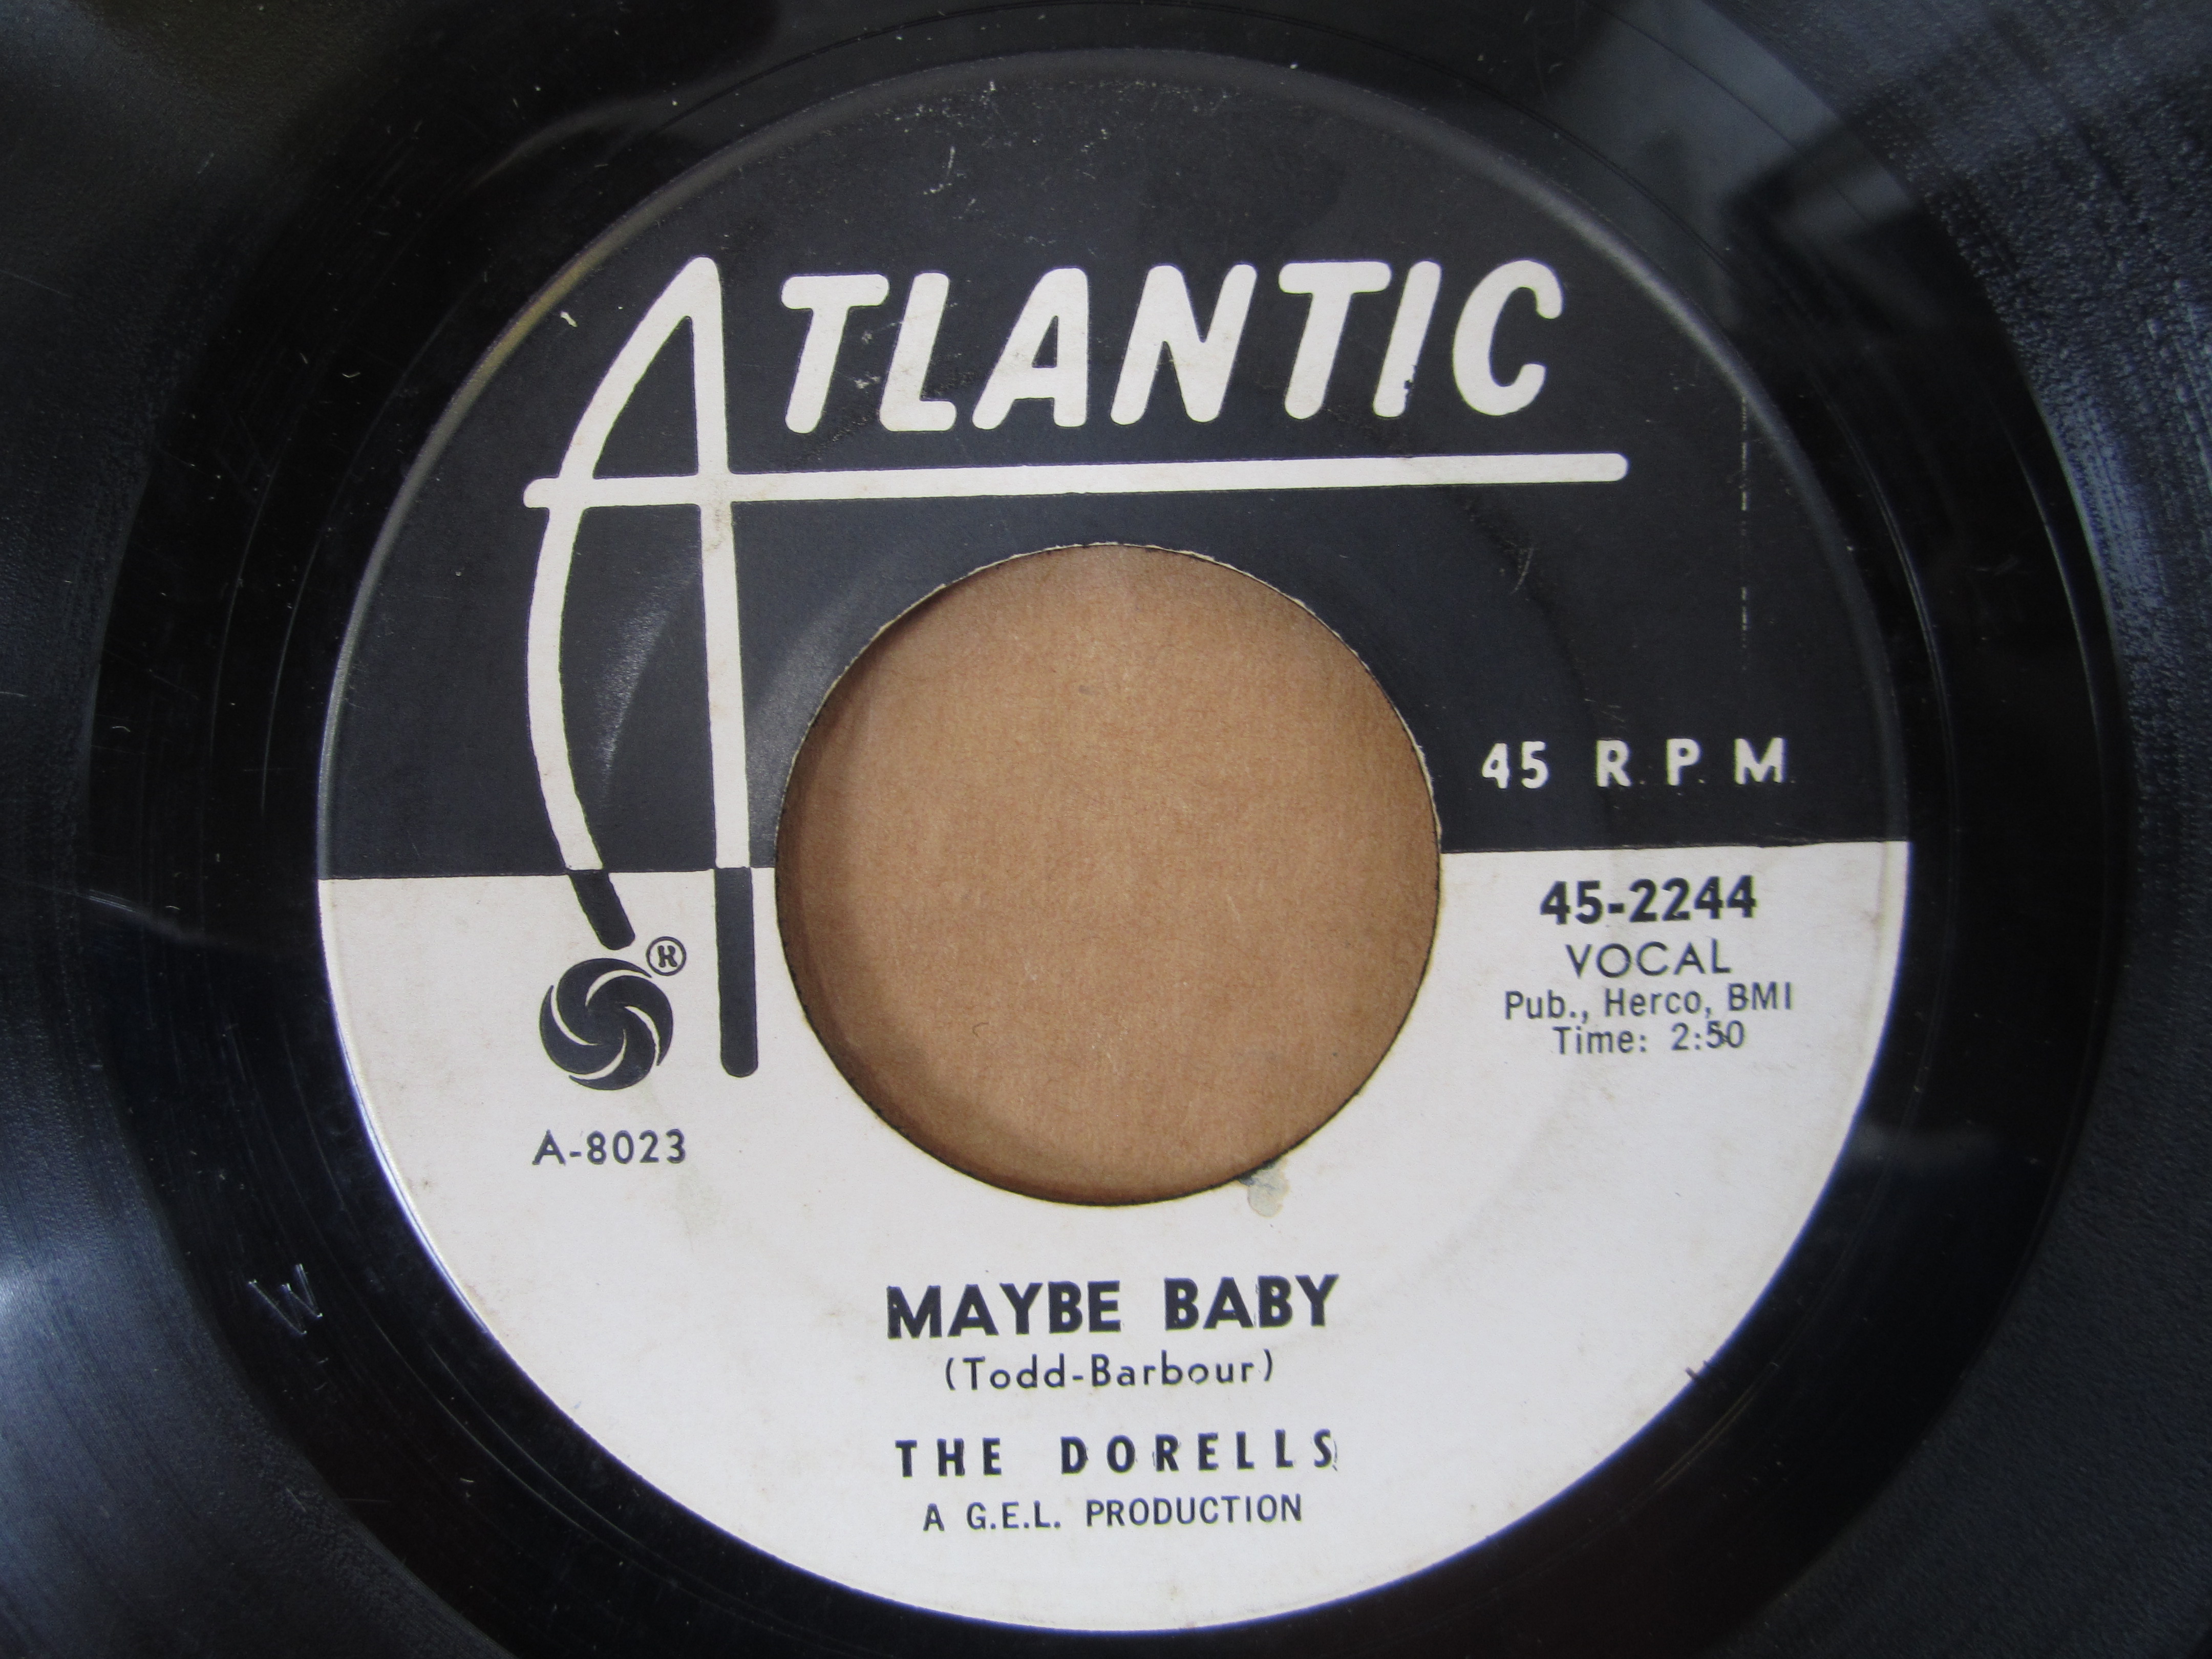 ATLANTIC
45 R.P.M.
45-2244
VOCAL
Pub., Herco, BMI
Time: 2:50
®
A-8023
MAYBE BABY
(Todd-Barbour)
THE DORELLS
A G.E.L. PRODUCTION
W